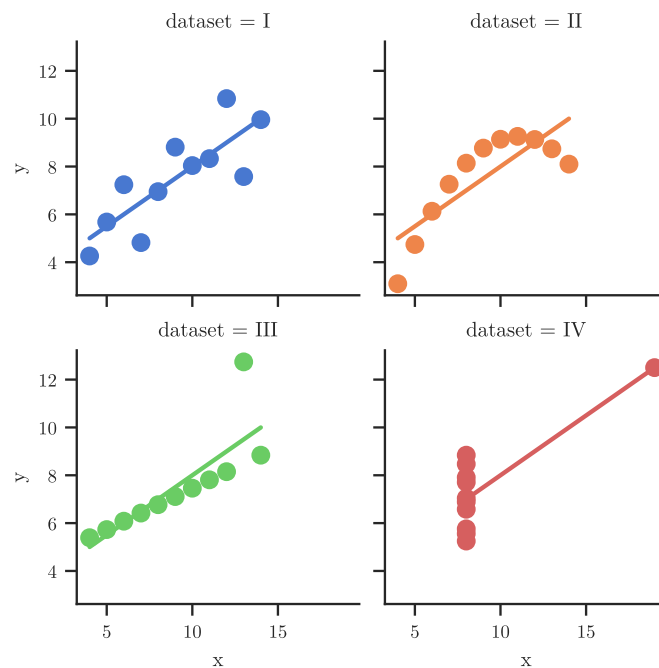 dataset = I
dataset = II
12
10
8
6
4
y
dataset = III
dataset = IV
12
10
8
6
4
y
5
10
15
x
5
10
15
x